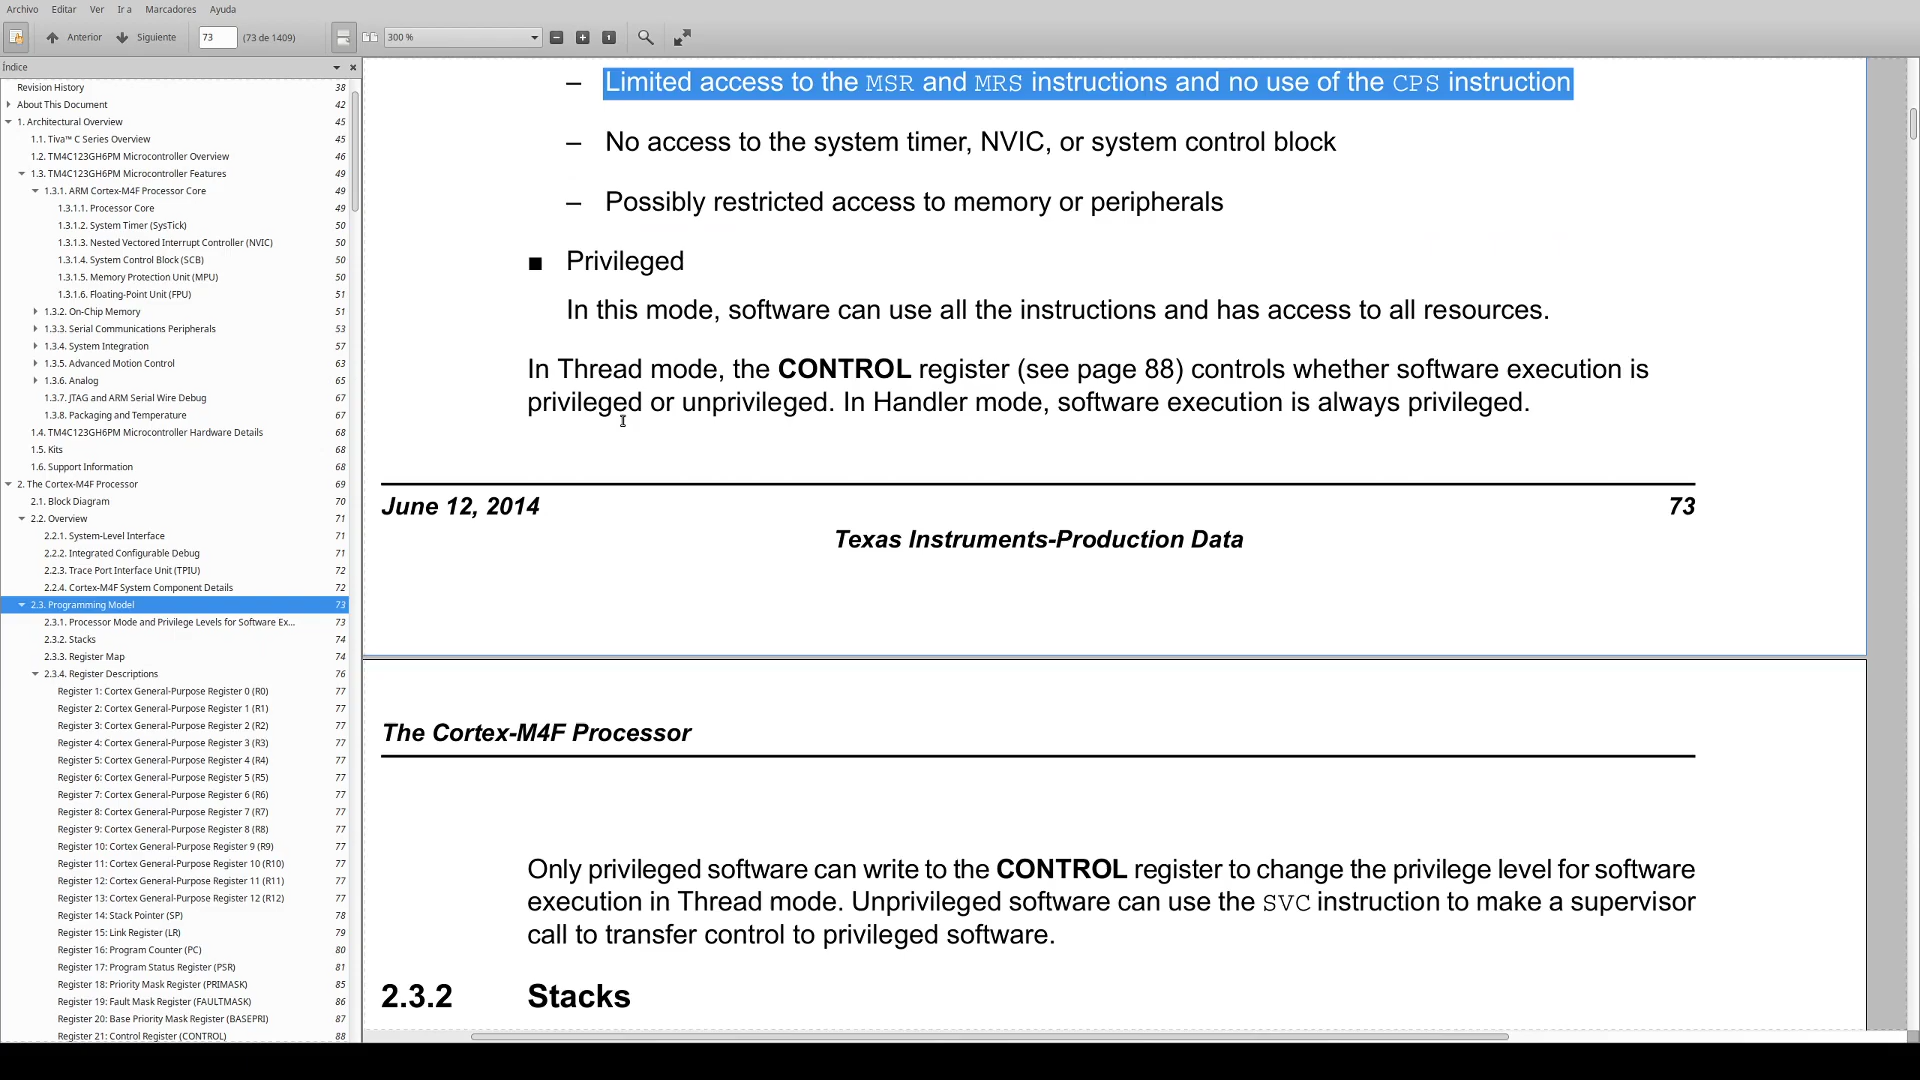 Archivo Editar Ver Ir a Marcadores Ayuda
Anterior Siguiente 73 (73 de 1409) 300 %
Índice
Revision History 38
About This Document 42
1. Architectural Overview 45
1.1. Tiva™ C Series Overview 45
1.2. TM4C123GH6PM Microcontroller Overview 46
1.3. TM4C123GH6PM Microcontroller Features 49
1.3.1. ARM Cortex-M4F Processor Core 49
1.3.1.1. Processor Core 49
1.3.1.2. System Timer (SysTick) 50
1.3.1.3. Nested Vectored Interrupt Controller (NVIC) 50
1.3.1.4. System Control Block (SCB) 50
1.3.1.5. Memory Protection Unit (MPU) 50
1.3.1.6. Floating-Point Unit (FPU) 51
1.3.2. On-Chip Memory 51
1.3.3. Serial Communications Peripherals 53
1.3.4. System Integration 57
1.3.5. Advanced Motion Control 63
1.3.6. Analog 65
1.3.7. JTAG and ARM Serial Wire Debug 67
1.3.8. Packaging and Temperature 67
1.4. TM4C123GH6PM Microcontroller Hardware Details 68
1.5. Kits 68
1.6. Support Information 68
2. The Cortex-M4F Processor 69
2.1. Block Diagram 70
2.2. Overview 71
2.2.1. System-Level Interface 71
2.2.2. Integrated Configurable Debug 71
2.2.3. Trace Port Interface Unit (TPIU) 72
2.2.4. Cortex-M4F System Component Details 72
2.3. Programming Model 73
2.3.1. Processor Mode and Privilege Levels for Software Ex... 73
2.3.2. Stacks 74
2.3.3. Register Map 74
2.3.4. Register Descriptions 76
Register 1: Cortex General-Purpose Register 0 (R0) 77
Register 2: Cortex General-Purpose Register 1 (R1) 77
Register 3: Cortex General-Purpose Register 2 (R2) 77
Register 4: Cortex General-Purpose Register 3 (R3) 77
Register 5: Cortex General-Purpose Register 4 (R4) 77
Register 6: Cortex General-Purpose Register 5 (R5) 77
Register 7: Cortex General-Purpose Register 6 (R6) 77
Register 8: Cortex General-Purpose Register 7 (R7) 77
Register 9: Cortex General-Purpose Register 8 (R8) 77
Register 10: Cortex General-Purpose Register 9 (R9) 77
Register 11: Cortex General-Purpose Register 10 (R10) 77
Register 12: Cortex General-Purpose Register 11 (R11) 77
Register 13: Cortex General-Purpose Register 12 (R12) 77
Register 14: Stack Pointer (SP) 78
Register 15: Link Register (LR) 79
Register 16: Program Counter (PC) 80
Register 17: Program Status Register (PSR) 81
Register 18: Priority Mask Register (PRIMASK) 85
Register 19: Fault Mask Register (FAULTMASK) 86
Register 20: Base Priority Mask Register (BASEPRI) 87
Register 21: Control Register (CONTROL) 88
– Limited access to the MSR and MRS instructions and no use of the CPS instruction
– No access to the system timer, NVIC, or system control block
– Possibly restricted access to memory or peripherals
■ Privileged
In this mode, software can use all the instructions and has access to all resources.
In Thread mode, the CONTROL register (see page 88) controls whether software execution is
privileged or unprivileged. In Handler mode, software execution is always privileged.
June 12, 2014 73
Texas Instruments-Production Data
The Cortex-M4F Processor
Only privileged software can write to the CONTROL register to change the privilege level for software
execution in Thread mode. Unprivileged software can use the SVC instruction to make a supervisor
call to transfer control to privileged software.
2.3.2 Stacks